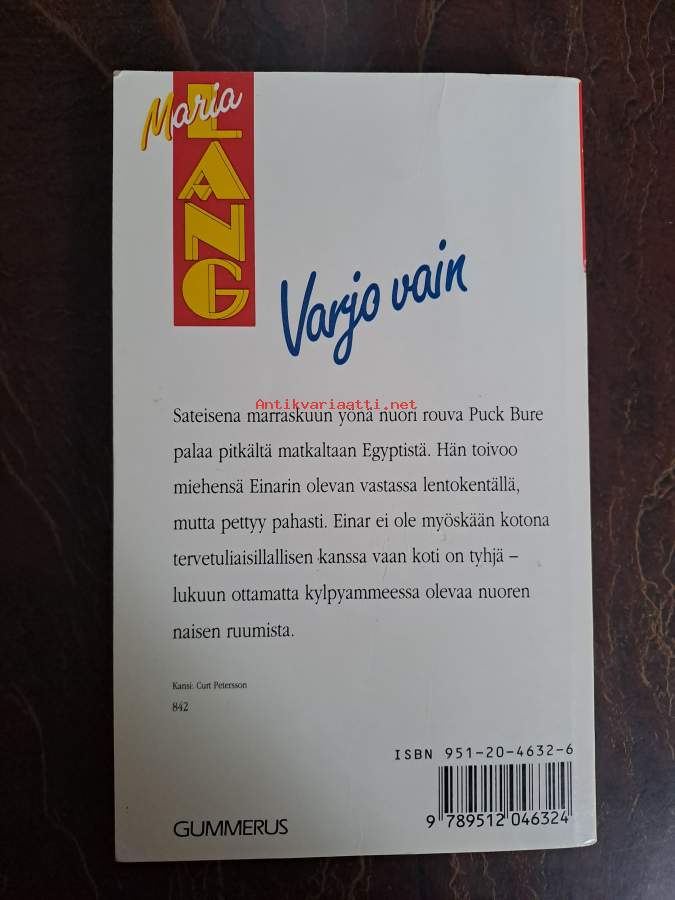 Maria
LANG
Varjo vain
Antikvariaatti.net
Sateisena marraskuun yönä nuori rouva Puck Bure
palaa pitkältä matkaltaan Egyptistä. Hän toivoo
miehensä Einarin olevan vastassa lentokentällä,
mutta pettyy pahasti. Einar ei ole myöskään kotona
tervetuliaisillallisen kanssa vaan koti on tyhjä –
lukuun ottamatta kylpyammeessa olevaa nuoren
naisen ruumista.
Kansi: Curt Petersson
842
ISBN 951-20-4632-6
9 789512 046324
GUMMERUS